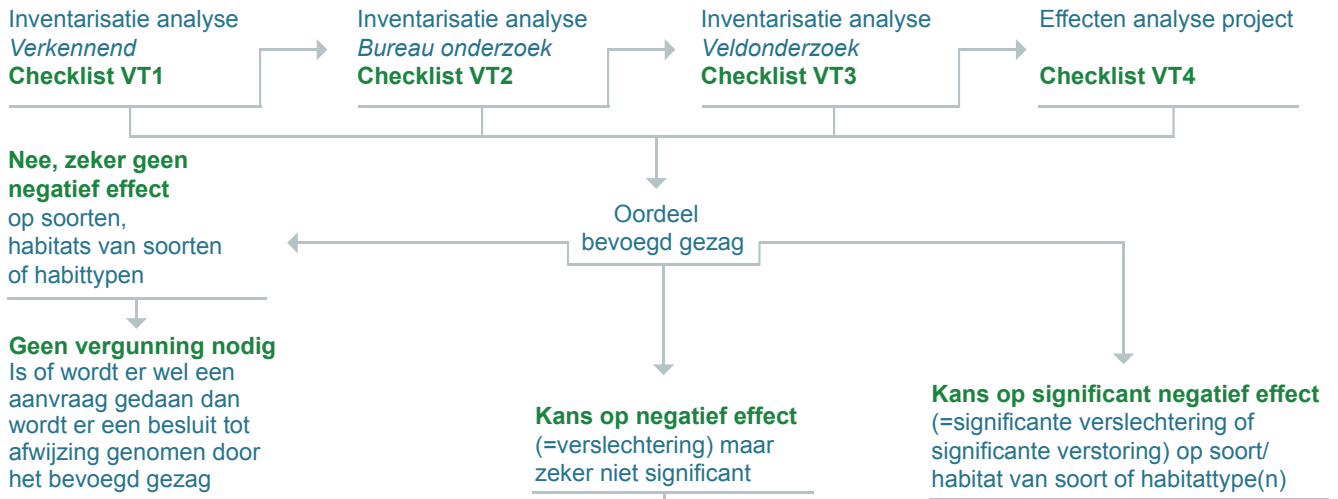 Inventarisatie analyse
Verkennend
Checklist VT1
Inventarisatie analyse
Bureau onderzoek
Checklist VT2
Inventarisatie analyse
Veldonderzoek
Checklist VT3
Effecten analyse project
Checklist VT4
Oordeel
bevoegd gezag
Nee, zeker geen
negatief effect
op soorten,
habitats van soorten
of habittypen
Geen vergunning nodig
Is of wordt er wel een
aanvraag gedaan dan
wordt er een besluit tot
afwijzing genomen door
het bevoegd gezag
Kans op negatief effect
(=verslechtering) maar
zeker niet significant
Kans op significant negatief effect
(=significante verslechtering of
significante verstoring) op soort/
habitat van soort of habitattype(n)